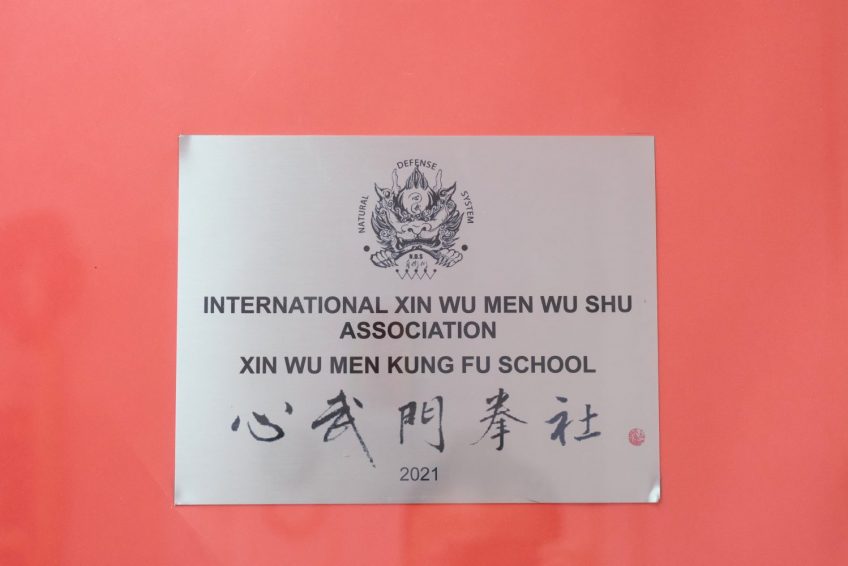 NATURAL DEFENSE SYSTEM
N.D.S
INTERNATIONAL XIN WU MEN WU SHU
ASSOCIATION
XIN WU MEN KUNG FU SCHOOL
心武門拳社
2021